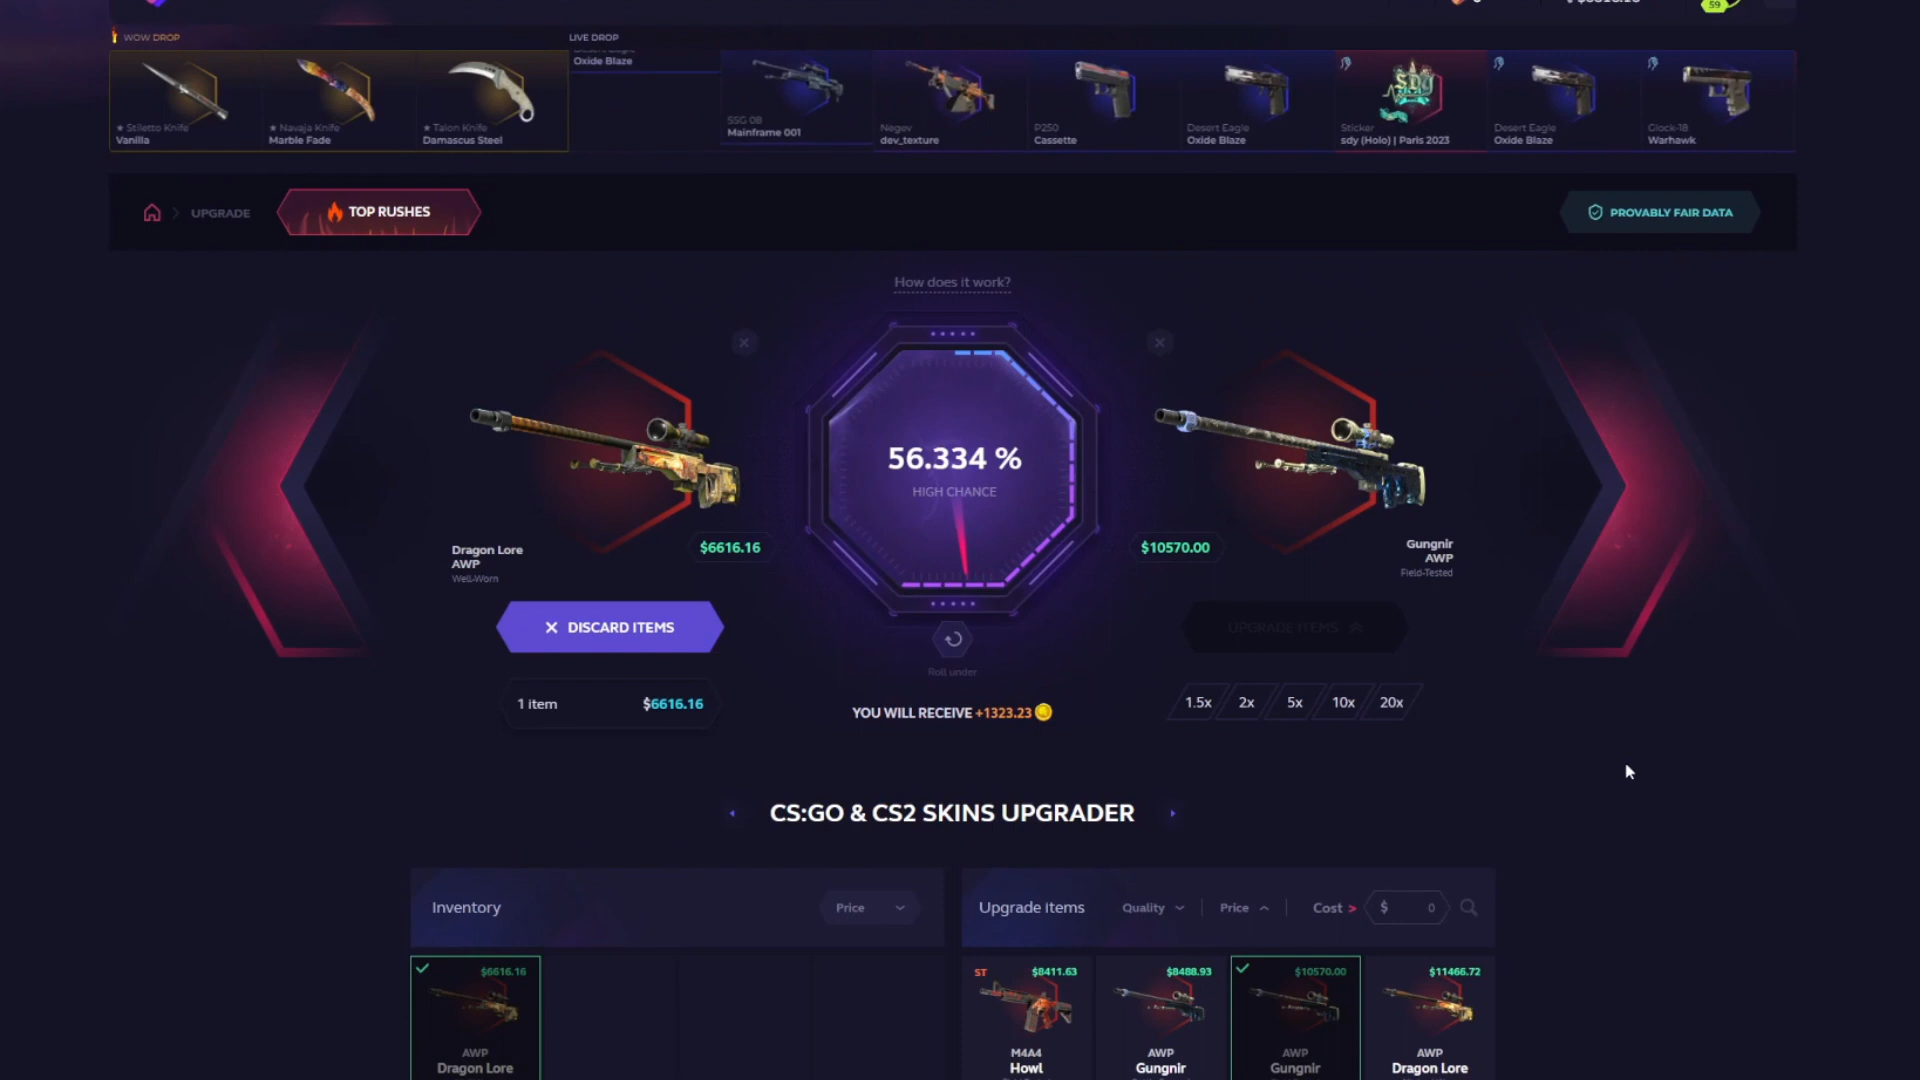 59
WOW DROP
LIVE DROP
Oxide Blaze
★ Stiletto Knife
Vanilla
★ Navaja Knife
Marble Fade
★ Talon Knife
Damascus Steel
SSG 08
Mainframe 001
Negev
dev_texture
P250
Cassette
Desert Eagle
Oxide Blaze
Sticker
sdy (Holo) | Paris 2023
Desert Eagle
Oxide Blaze
Glock-18
Warhawk
UPGRADE
TOP RUSHES
PROVABLY FAIR DATA
How does it work?
56.334 %
HIGH CHANCE
Dragon Lore
AWP
Well-Worn
$6616.16
$10570.00
Gungnir
AWP
Field-Tested
DISCARD ITEMS
UPGRADE ITEMS
Roll under
1 item
$6616.16
YOU WILL RECEIVE +1323.23
1.5x
2x
5x
10x
20x
CS:GO & CS2 SKINS UPGRADER
Inventory
Price
Upgrade items
Quality
Price
Cost >
$ 0
$6616.16
AWP
Dragon Lore
ST
$8411.63
M4A4
Howl
$8488.93
AWP
Gungnir
$10570.00
AWP
Gungnir
$11466.72
AWP
Dragon Lore